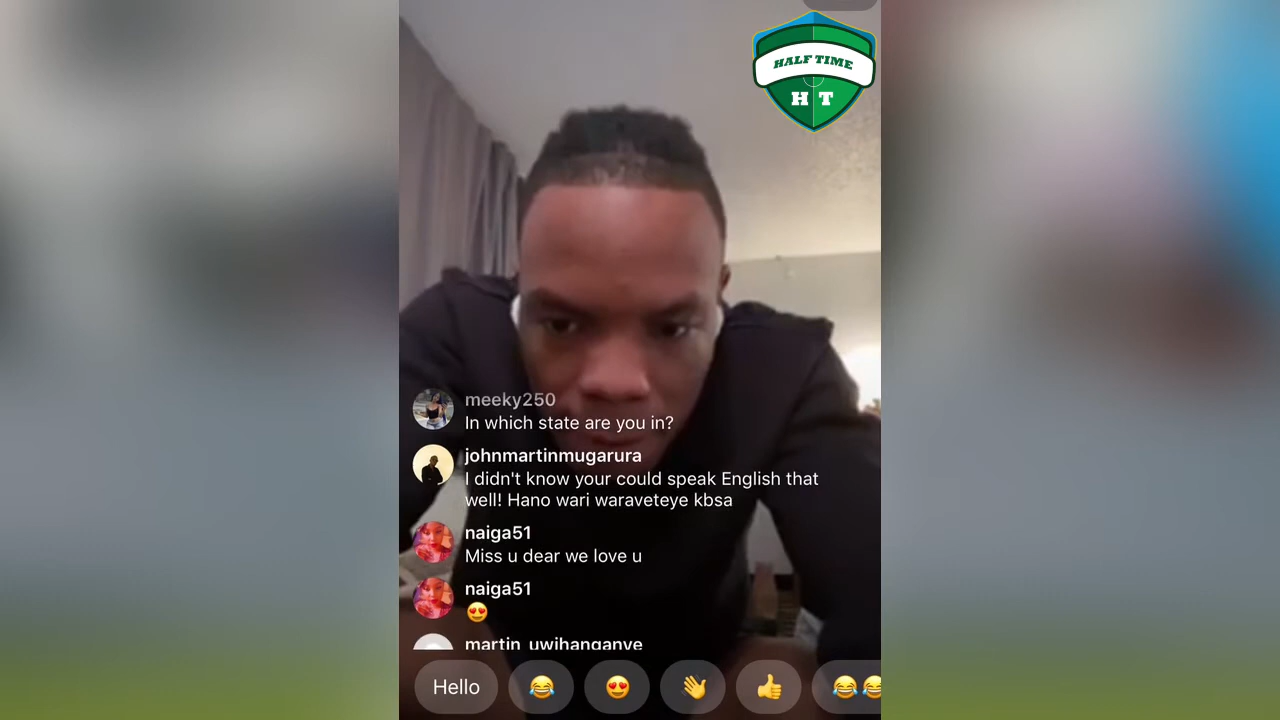 HALF TIME
H T
meeky250
In which state are you in?
johnmartinmugarura
I didn't know your could speak English that
well! Hano wari waraveteye kbsa
naiga51
Miss u dear we love u
naiga51
😍
martin_uwihanganye
Hello 😂 😍 👋 👍 😂😂